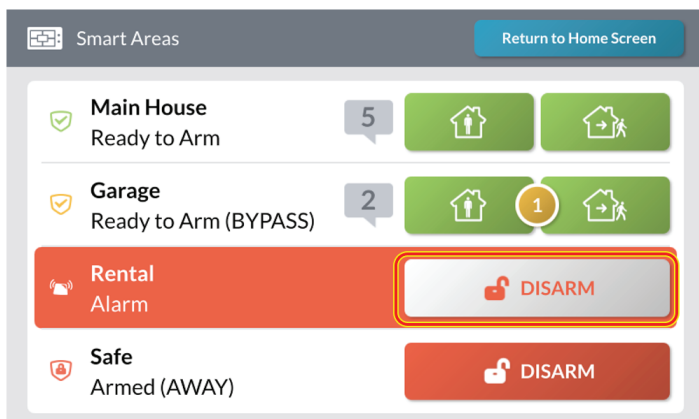 Smart Areas
Return to Home Screen
Main House
Ready to Arm
5
Garage
Ready to Arm (BYPASS)
2
1
Rental
Alarm
DISARM
Safe
Armed (AWAY)
DISARM